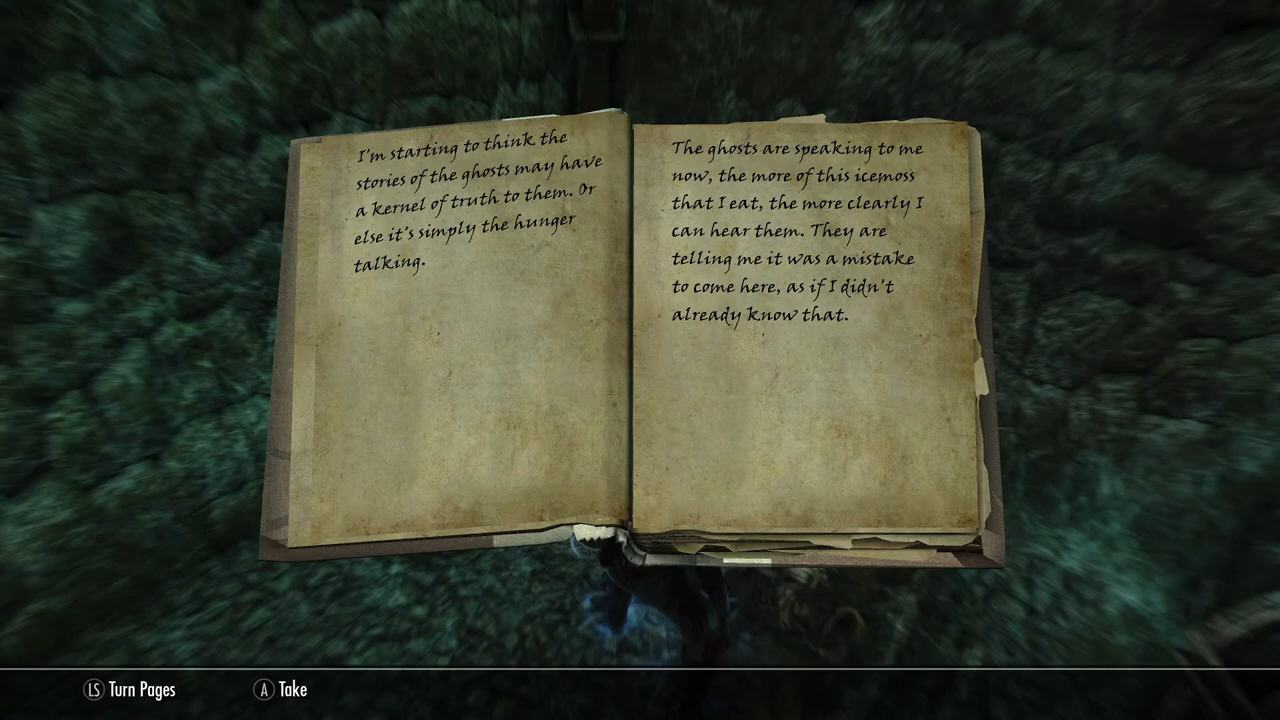 I'm starting to think the
stories of the ghosts may have
a kernel of truth to them. Or
else it's simply the hunger
talking.
The ghosts are speaking to me
now, the more of this icemoss
that I eat, the more clearly I
can hear them. They are
telling me it was a mistake
to come here, as if I didn't
already know that.
LS Turn Pages
A Take